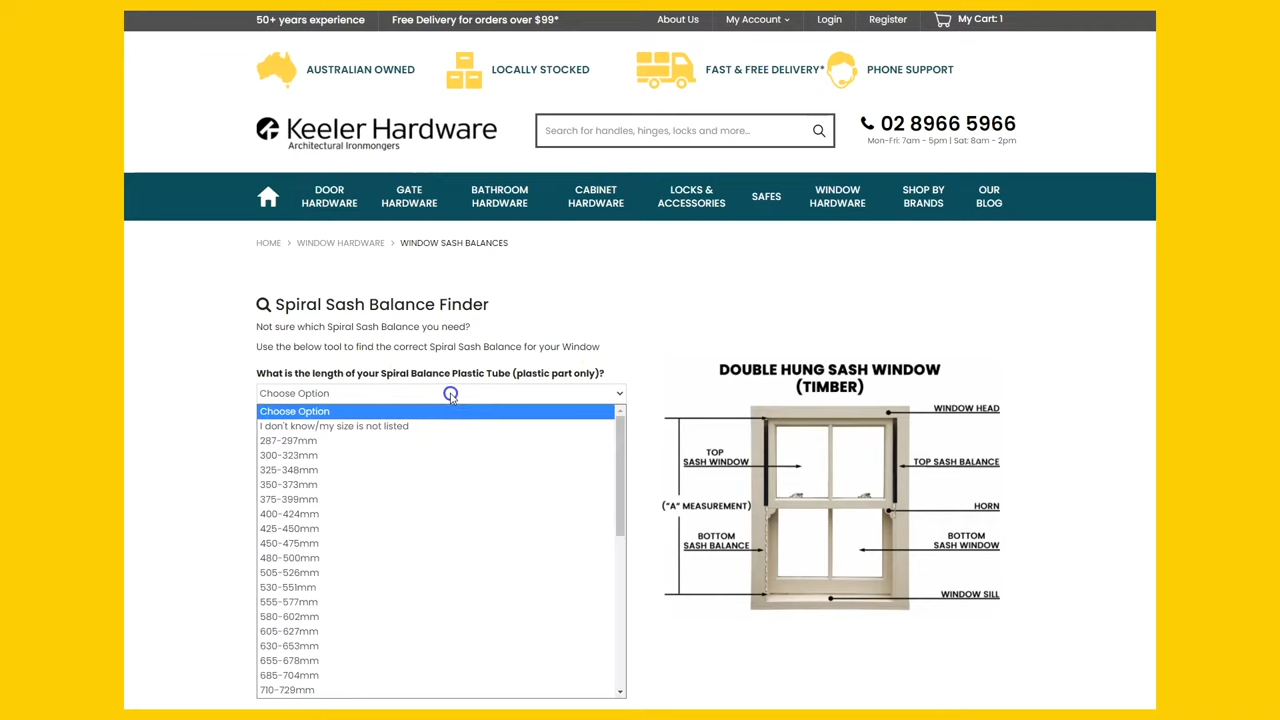 50+ years experience
Free Delivery for orders over $99*
About Us
My Account
Login
Register
My Cart: 1
AUSTRALIAN OWNED
LOCALLY STOCKED
FAST & FREE DELIVERY*
PHONE SUPPORT
Keeler Hardware
Architectural Ironmongers
Search for handles, hinges, locks and more...
02 8966 5966
Mon-Fri: 7am - 5pm | Sat: 8am - 2pm
DOOR
HARDWARE
GATE
HARDWARE
BATHROOM
HARDWARE
CABINET
HARDWARE
LOCKS &
ACCESSORIES
SAFES
WINDOW
HARDWARE
SHOP BY
BRANDS
OUR
BLOG
HOME > WINDOW HARDWARE > WINDOW SASH BALANCES
Spiral Sash Balance Finder
Not sure which Spiral Sash Balance you need?
Use the below tool to find the correct Spiral Sash Balance for your Window
What is the length of your Spiral Balance Plastic Tube (plastic part only)?
Choose Option
Choose Option
I don't know/my size is not listed
287-297mm
300-323mm
325-348mm
350-373mm
375-399mm
400-424mm
425-450mm
450-475mm
480-500mm
505-526mm
530-551mm
555-577mm
580-602mm
605-627mm
630-653mm
655-678mm
685-704mm
710-729mm
DOUBLE HUNG SASH WINDOW
(TIMBER)
WINDOW HEAD
TOP
SASH WINDOW
TOP SASH BALANCE
("A" MEASUREMENT)
HORN
BOTTOM
SASH BALANCE
BOTTOM
SASH WINDOW
WINDOW SILL